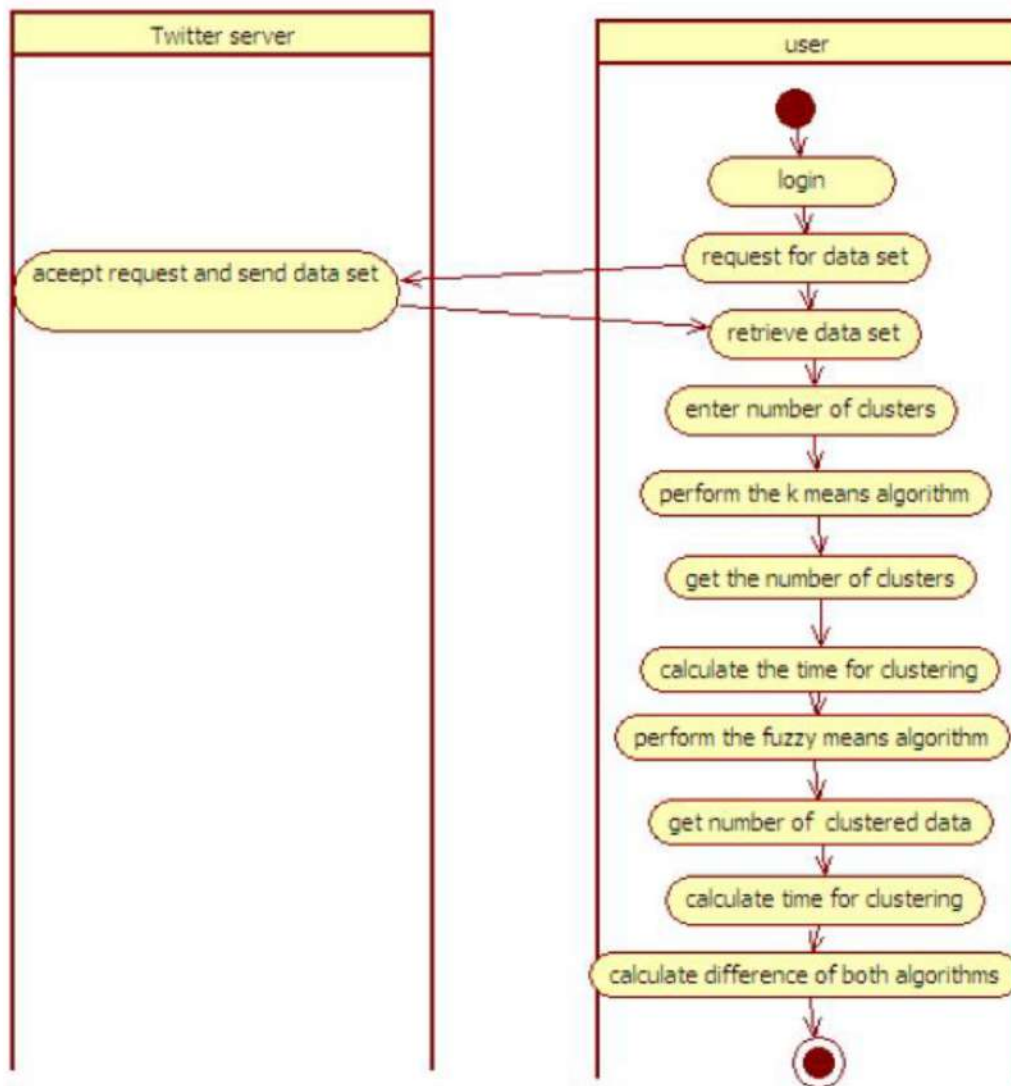 Twitter server
user
login
request for data set
aceept request and send data set
retrieve data set
enter number of clusters
perform the k means algorithm
get the number of clusters
calculate the time for clustering
perform the fuzzy means algorithm
get number of clustered data
calculate time for clustering
calculate difference of both algorithms